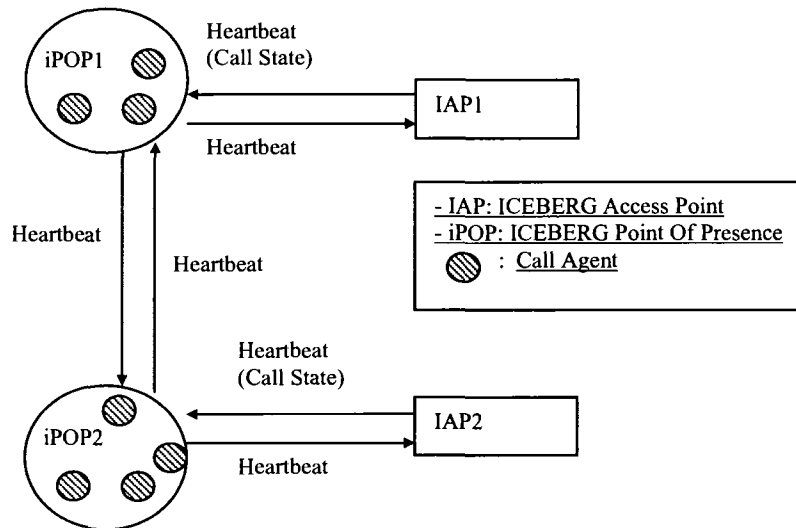 Heartbeat
(Call State)
iPOP1
IAP1
Heartbeat
- IAP: ICEBERG Access Point
- iPOP: ICEBERG Point Of Presence
: Call Agent
Heartbeat
Heartbeat
Heartbeat
(Call State)
iPOP2
IAP2
Heartbeat